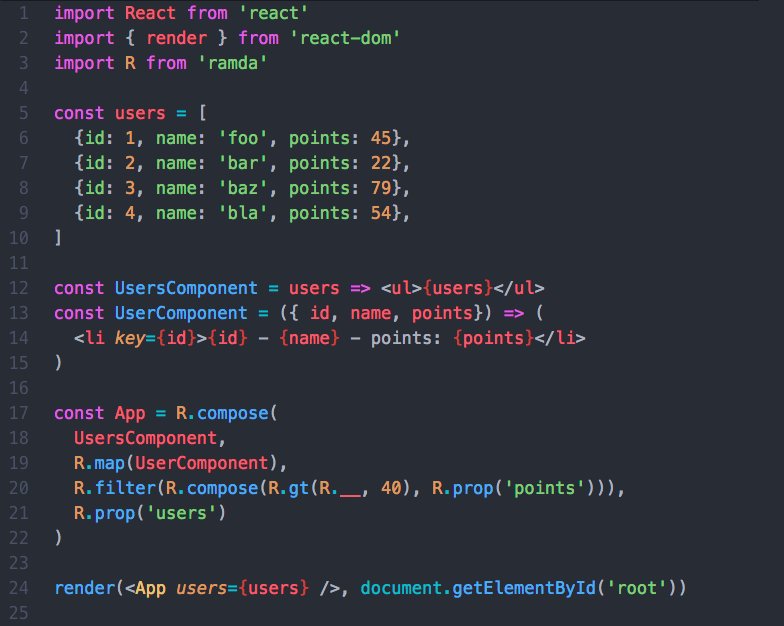 1 import React from 'react'
2 import { render } from 'react-dom'
3 import R from 'ramda'
4
5 const users = [
6   {id: 1, name: 'foo', points: 45},
7   {id: 2, name: 'bar', points: 22},
8   {id: 3, name: 'baz', points: 79},
9   {id: 4, name: 'bla', points: 54},
10 ]
11
12 const UsersComponent = users => <ul>{users}</ul>
13 const UserComponent = ({ id, name, points}) => (
14   <li key={id}>{id} - {name} - points: {points}</li>
15 )
16
17 const App = R.compose(
18   UsersComponent,
19   R.map(UserComponent),
20   R.filter(R.compose(R.gt(R.__, 40), R.prop('points'))),
21   R.prop('users')
22 )
23
24 render(<App users={users} />, document.getElementById('root'))
25